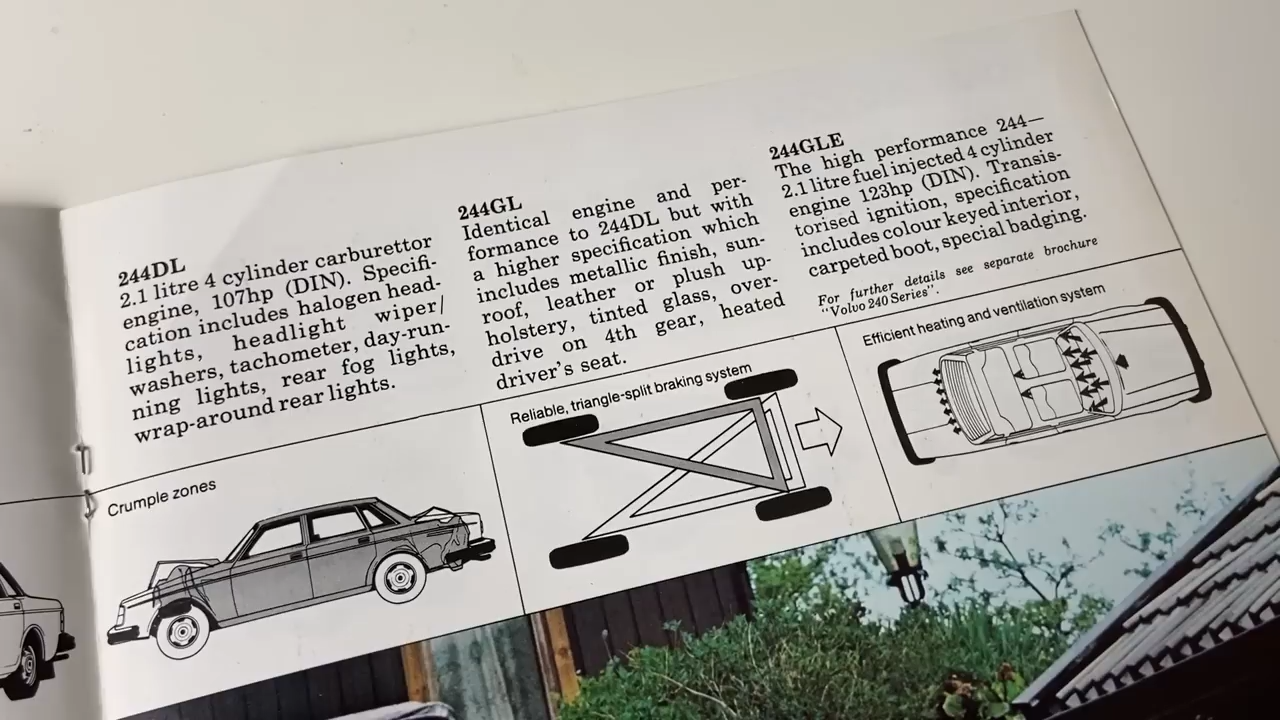 244DL
2.1 litre 4 cylinder carburettor
engine, 107hp (DIN). Specifi-
cation includes halogen head-
lights, headlight wiper/
washers, tachometer, day-run-
ning lights, rear fog lights,
wrap-around rear lights.
244GL
Identical engine and per-
formance to 244DL but with
a higher specification which
includes metallic finish, sun-
roof, leather or plush up-
holstery, tinted glass, over-
drive on 4th gear, heated
driver's seat.
244GLE
The high performance 244—
2.1 litre fuel injected 4 cylinder
engine 123hp (DIN). Transis-
torised ignition, specification
includes colour keyed interior,
carpeted boot, special badging.
For further details see separate brochure
"Volvo 240 Series".
Crumple zones
Reliable, triangle-split braking system
Efficient heating and ventilation system